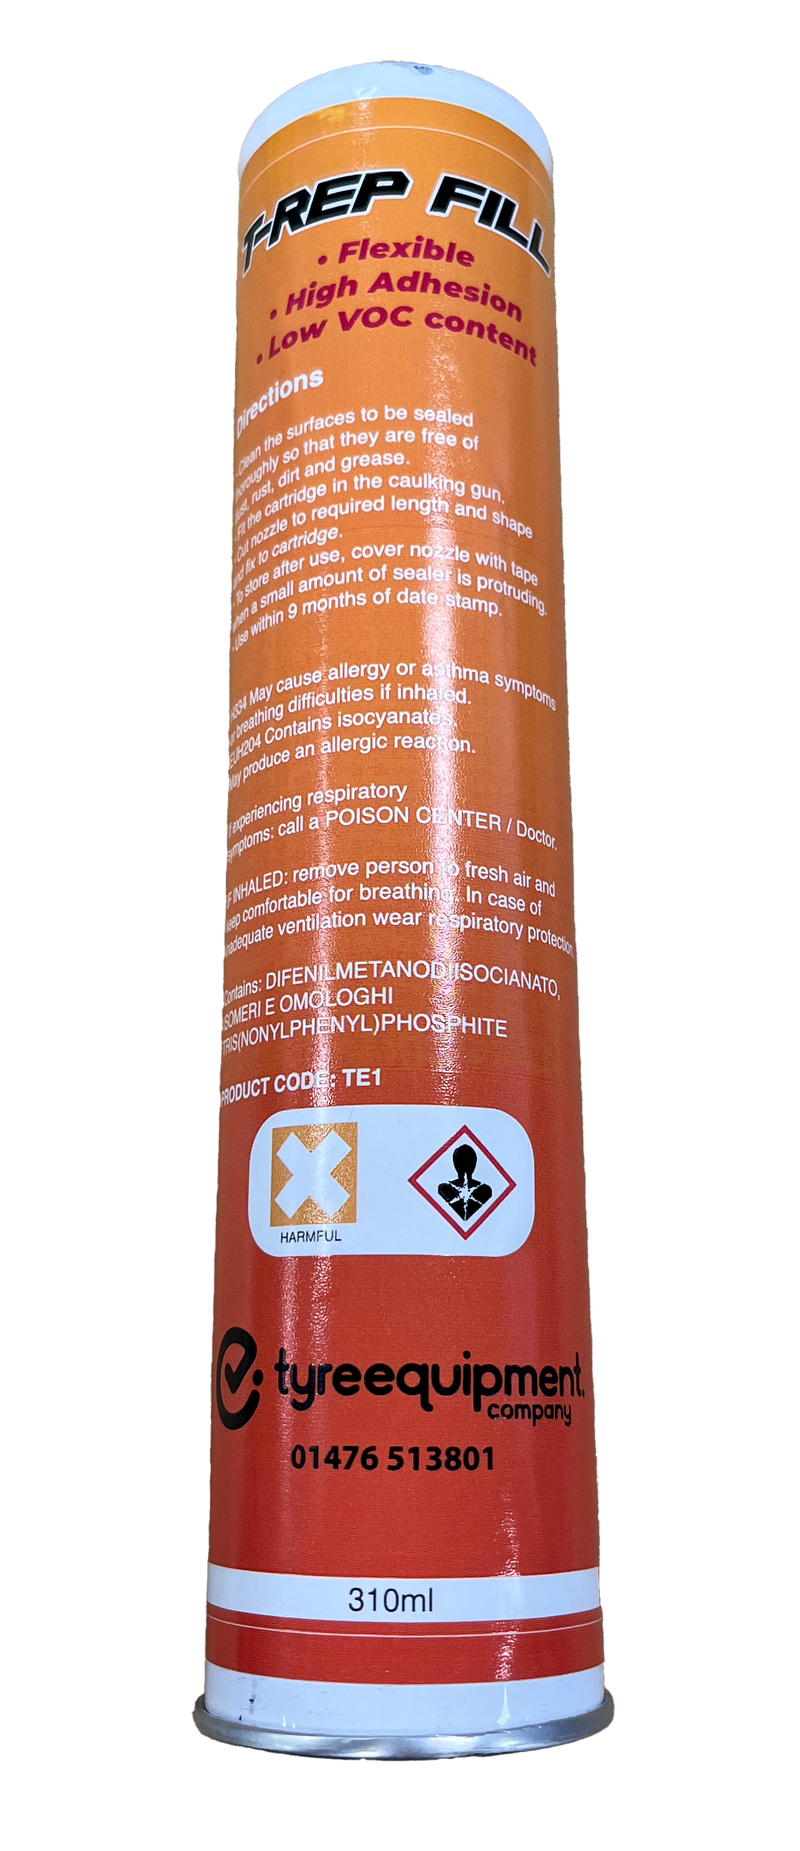 T-REP FILL
• Flexible
• High Adhesion
• Low VOC content
Directions
• Clean the surfaces to be sealed
thoroughly so that they are free of
dust, rust, dirt and grease.
• Fit the cartridge in the caulking gun.
• Cut nozzle to required length and shape
and fix to cartridge.
• To store after use, cover nozzle with tape
when a small amount of sealer is protruding.
• Use within 9 months of date stamp.
H334 May cause allergy or asthma symptoms
or breathing difficulties if inhaled.
EUH204 Contains isocyanates.
May produce an allergic reaction.
If experiencing respiratory
symptoms: call a POISON CENTER / Doctor.
IF INHALED: remove person to fresh air and
keep comfortable for breathing. In case of
inadequate ventilation wear respiratory protection
Contains: DIFENILMETANODIISOCIANATO,
ISOMERI E OMOLOGHI
TRIS(NONYLPHENYL)PHOSPHITE
PRODUCT CODE: TE1
HARMFUL
tyreequipment.
company
01476 513801
310ml